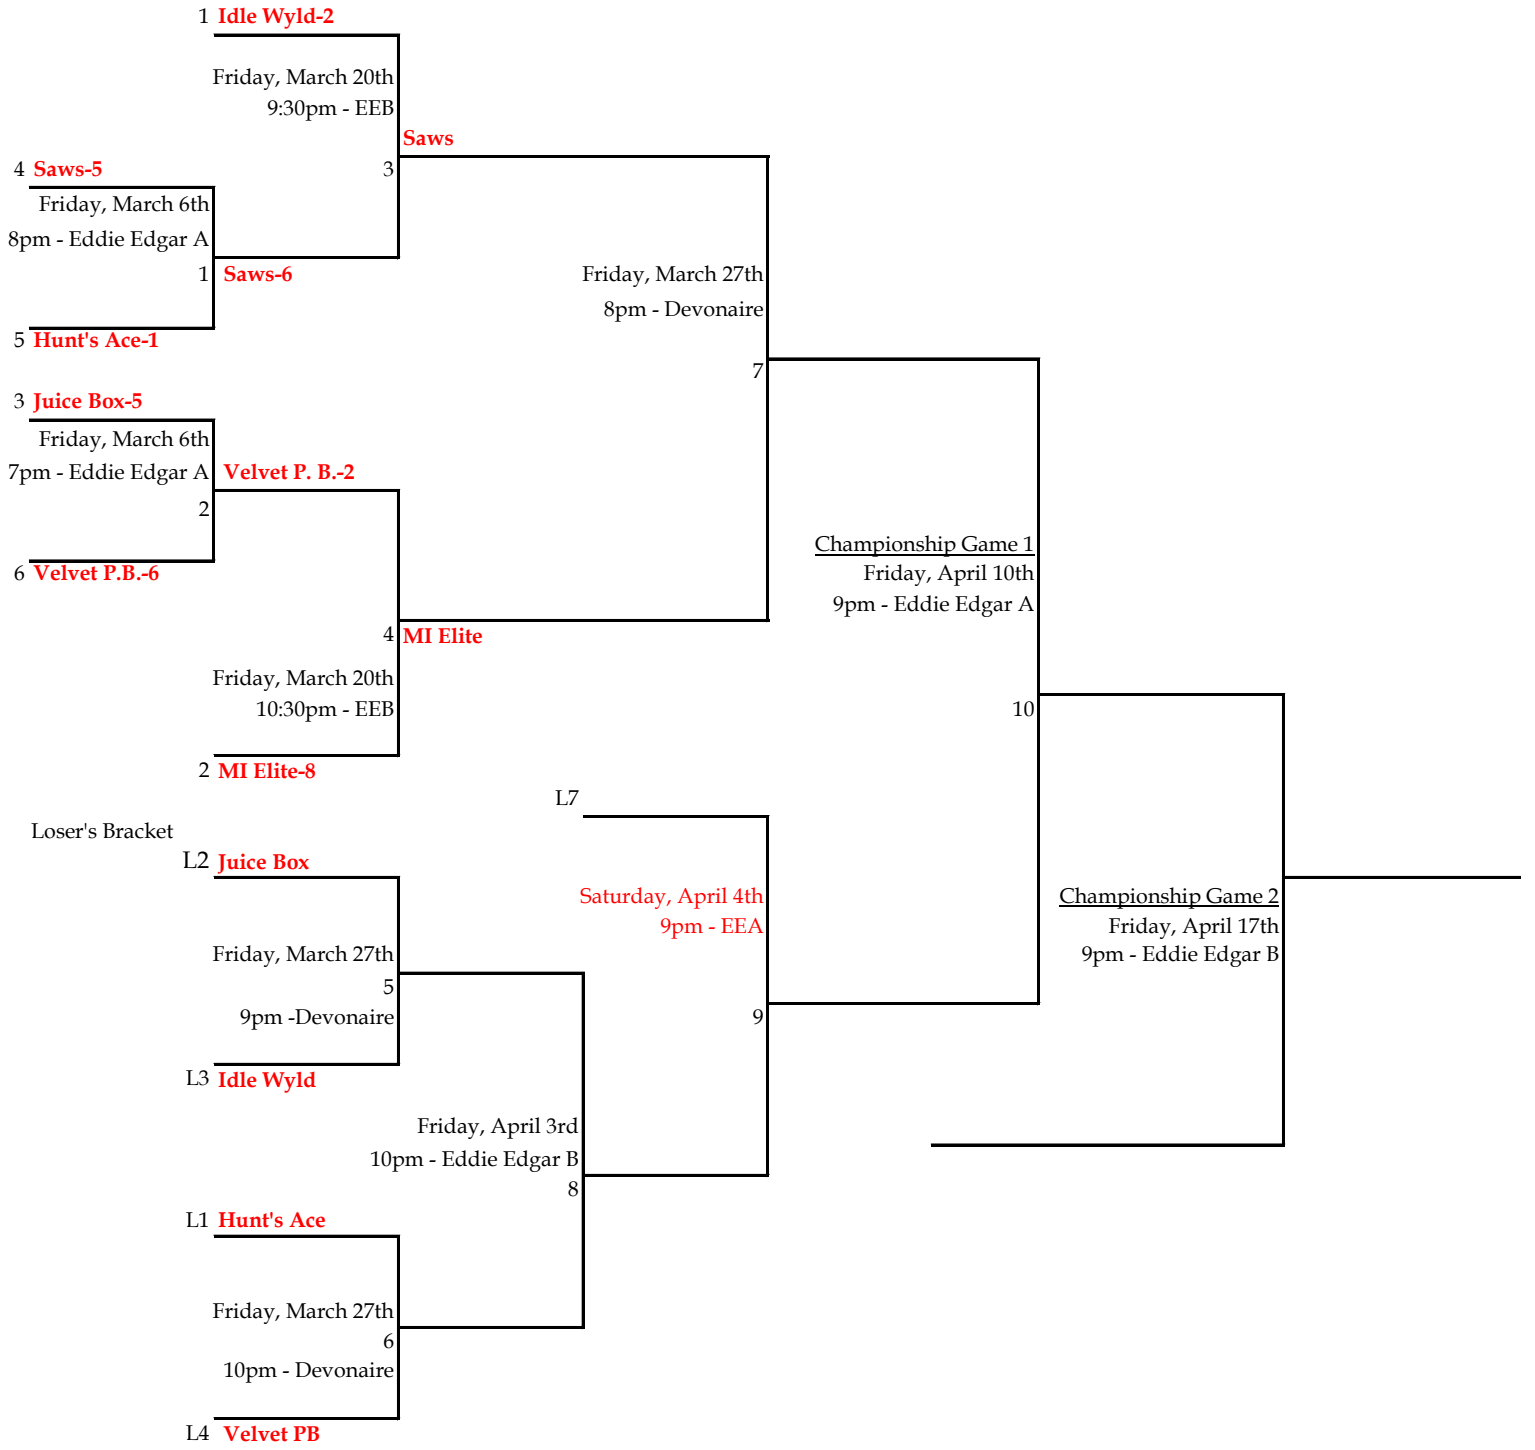 1 Idle Wyld-2
Friday, March 20th
9:30pm - EEB
Saws
3
4 Saws-5
Friday, March 6th
8pm - Eddie Edgar A
1 Saws-6
5 Hunt's Ace-1
Friday, March 27th
8pm - Devonaire
7
3 Juice Box-5
Friday, March 6th
7pm - Eddie Edgar A
Velvet P. B.-2
2
6 Velvet P.B.-6
Championship Game 1
Friday, April 10th
9pm - Eddie Edgar A
4 MI Elite
Friday, March 20th
10:30pm - EEB
10
2 MI Elite-8
L7
Loser's Bracket
L2 Juice Box
Saturday, April 4th
9pm - EEA
Championship Game 2
Friday, April 17th
9pm - Eddie Edgar B
Friday, March 27th
5
9pm -Devonaire
9
L3 Idle Wyld
Friday, April 3rd
10pm - Eddie Edgar B
8
L1 Hunt's Ace
Friday, March 27th
6
10pm - Devonaire
L4 Velvet PB